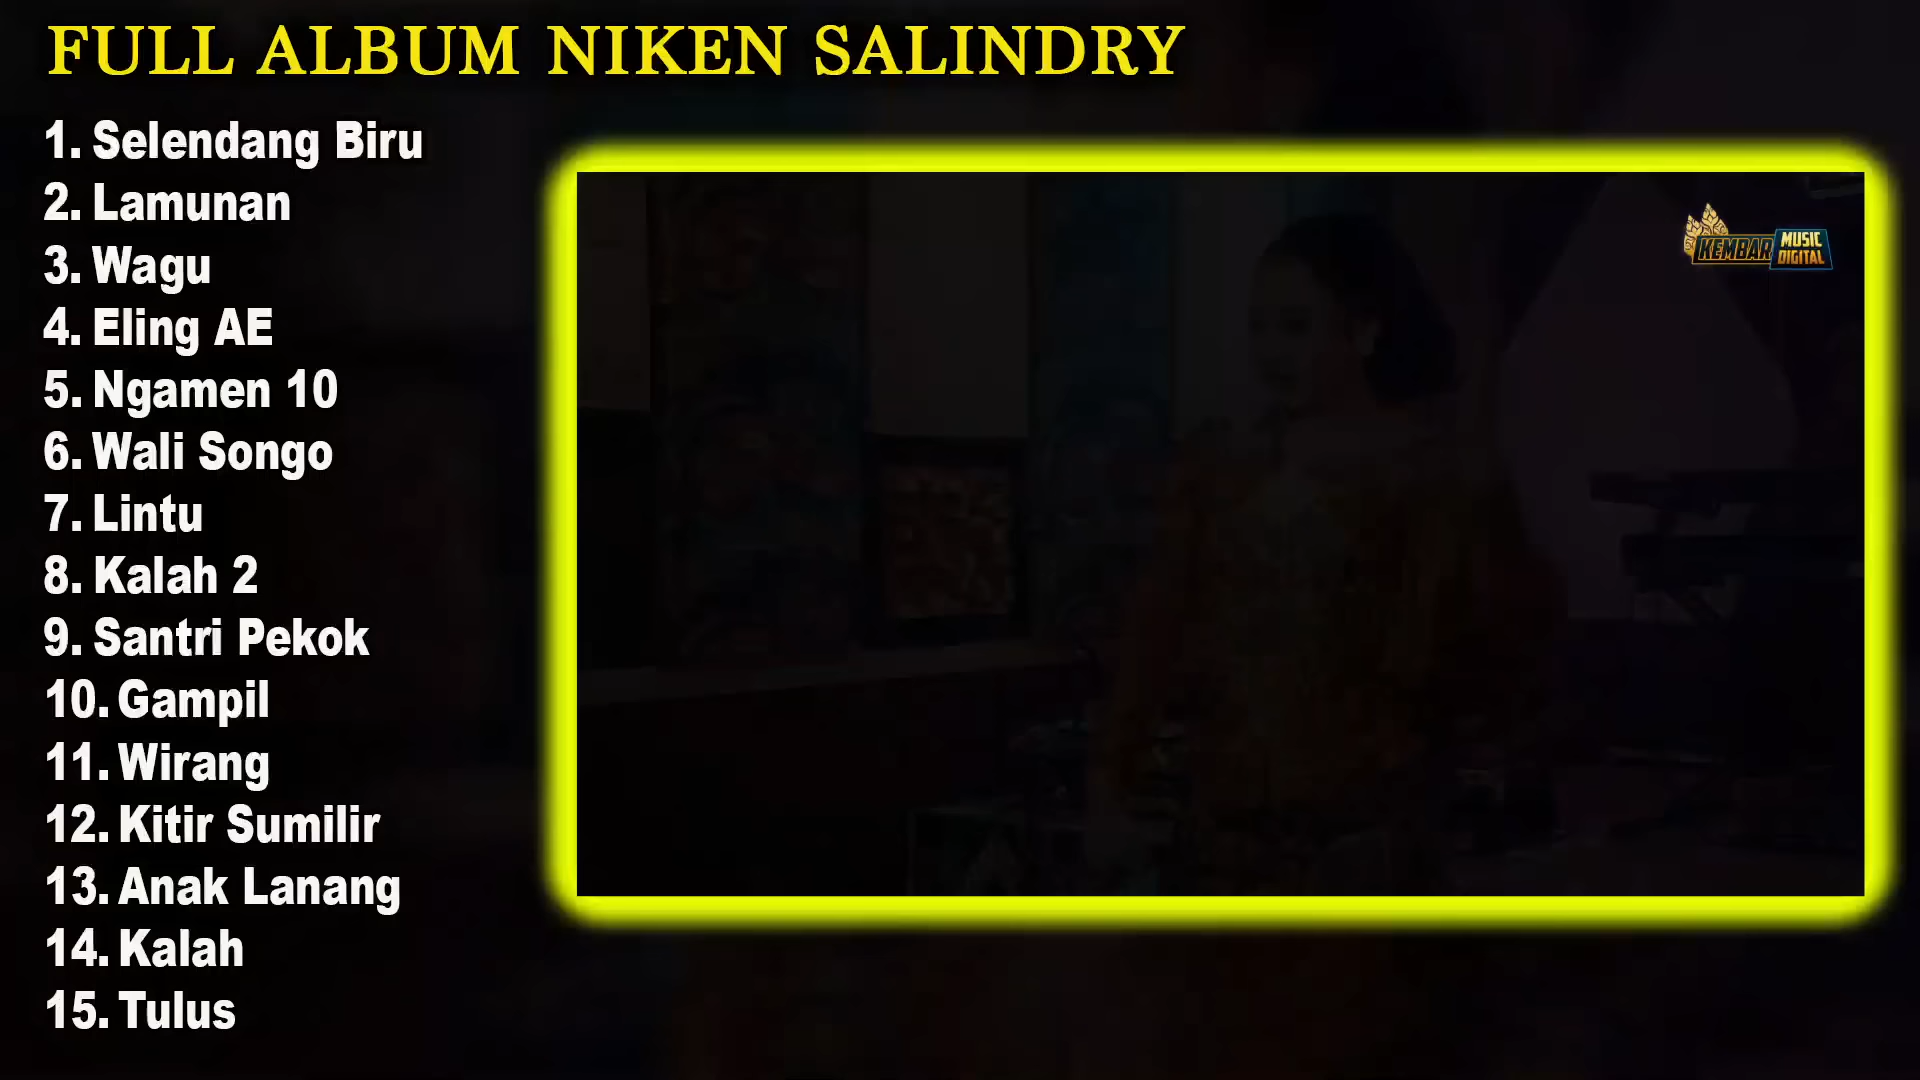 FULL ALBUM NIKEN SALINDRY
1. Selendang Biru
2. Lamunan
3. Wagu
4. Eling AE
5. Ngamen 10
6. Wali Songo
7. Lintu
8. Kalah 2
9. Santri Pekok
10. Gampil
11. Wirang
12. Kitir Sumilir
13. Anak Lanang
14. Kalah
15. Tulus
KEMBAR MUSIC DIGITAL